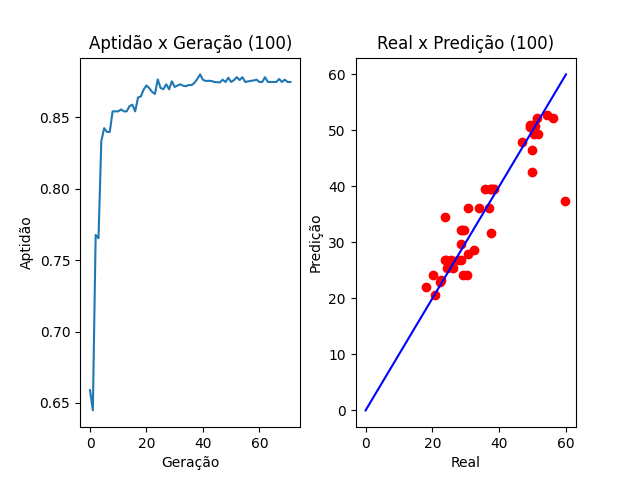 Aptidão x Geração (100)
0.85
0.80
0.75
0.70
0.65
Aptidão
0 20 40 60
Geração
Real x Predição (100)
60
50
40
30
20
10
0
Predição
0 20 40 60
Real